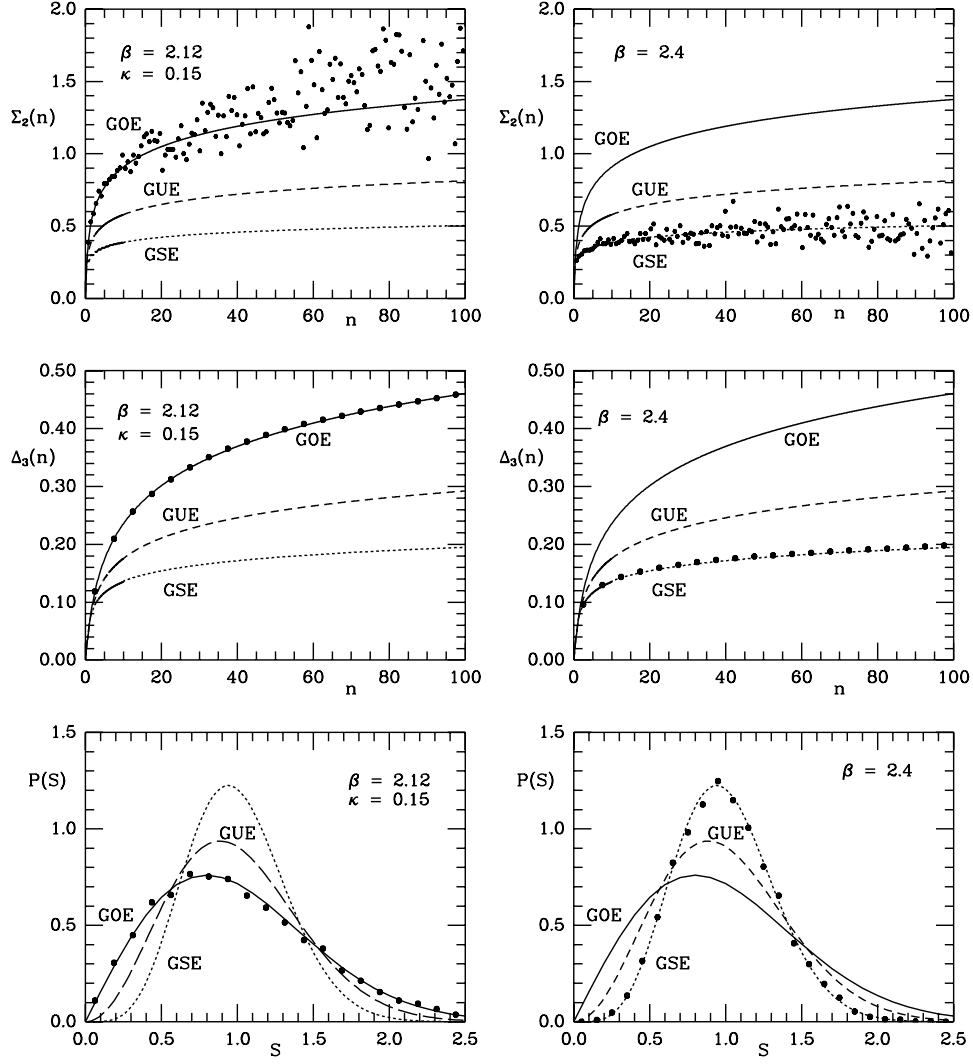 2.0
1.5
Σ₂(n)
1.0
0.5
0.0
β = 2.12
κ = 0.15
GOE
GUE
GSE
0
20
40
60
80
100
n
2.0
1.5
Σ₂(n)
1.0
0.5
0.0
β = 2.4
GOE
GUE
GSE
0
20
40
60
80
100
n
0.50
0.40
Δ₃(n)
0.30
0.20
0.10
0.00
β = 2.12
κ = 0.15
GOE
GUE
GSE
0
20
40
60
80
100
n
0.50
0.40
Δ₃(n)
0.30
0.20
0.10
0.00
β = 2.4
GOE
GUE
GSE
0
20
40
60
80
100
n
1.5
P(S)
1.0
0.5
0.0
β = 2.12
κ = 0.15
GUE
GOE
GSE
0.0
0.5
1.0
1.5
2.0
2.5
S
1.5
P(S)
1.0
0.5
0.0
β = 2.4
GUE
GOE
GSE
0.0
0.5
1.0
1.5
2.0
2.5
S